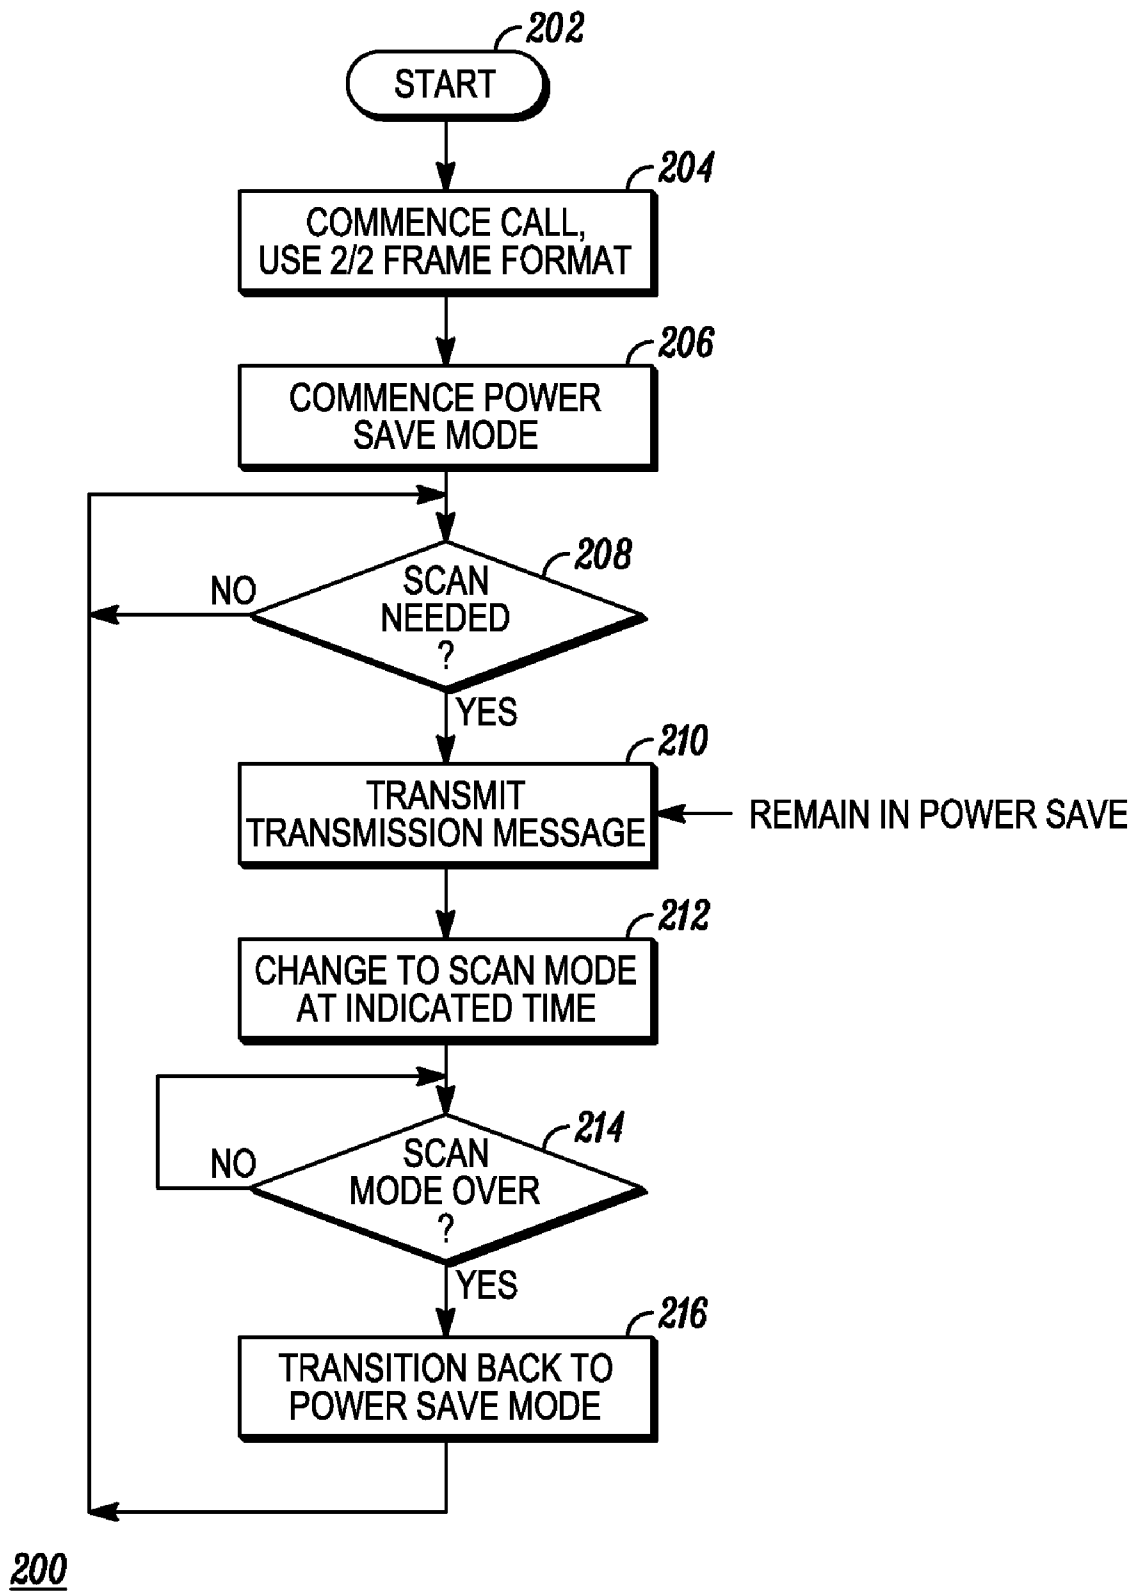 202
START
204
COMMENCE CALL,
USE 2/2 FRAME FORMAT
206
COMMENCE POWER
SAVE MODE
208
NO
SCAN
NEEDED
?
YES
210
TRANSMIT
TRANSMISSION MESSAGE
REMAIN IN POWER SAVE
212
CHANGE TO SCAN MODE
AT INDICATED TIME
214
NO
SCAN
MODE OVER
?
YES
216
TRANSITION BACK TO
POWER SAVE MODE
200